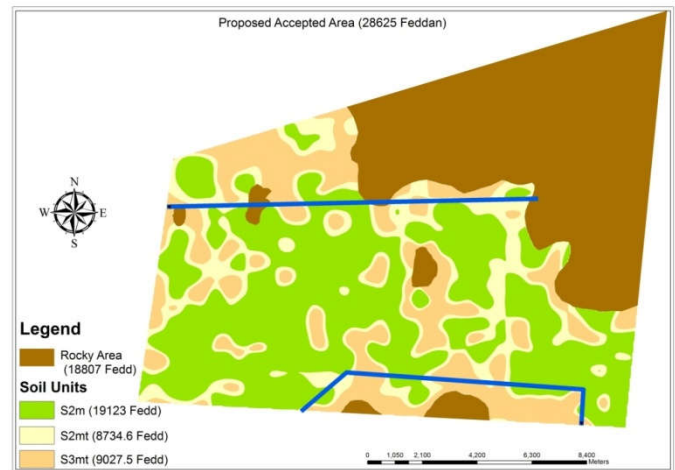 Proposed Accepted Area (28625 Feddan)
N
W E
S
Legend
Rocky Area
(18807 Fedd)
Soil Units
S2m (19123 Fedd)
S2mt (8734.6 Fedd)
S3mt (9027.5 Fedd)
0 1,050 2,100 4,200 6,300 8,400
Meters